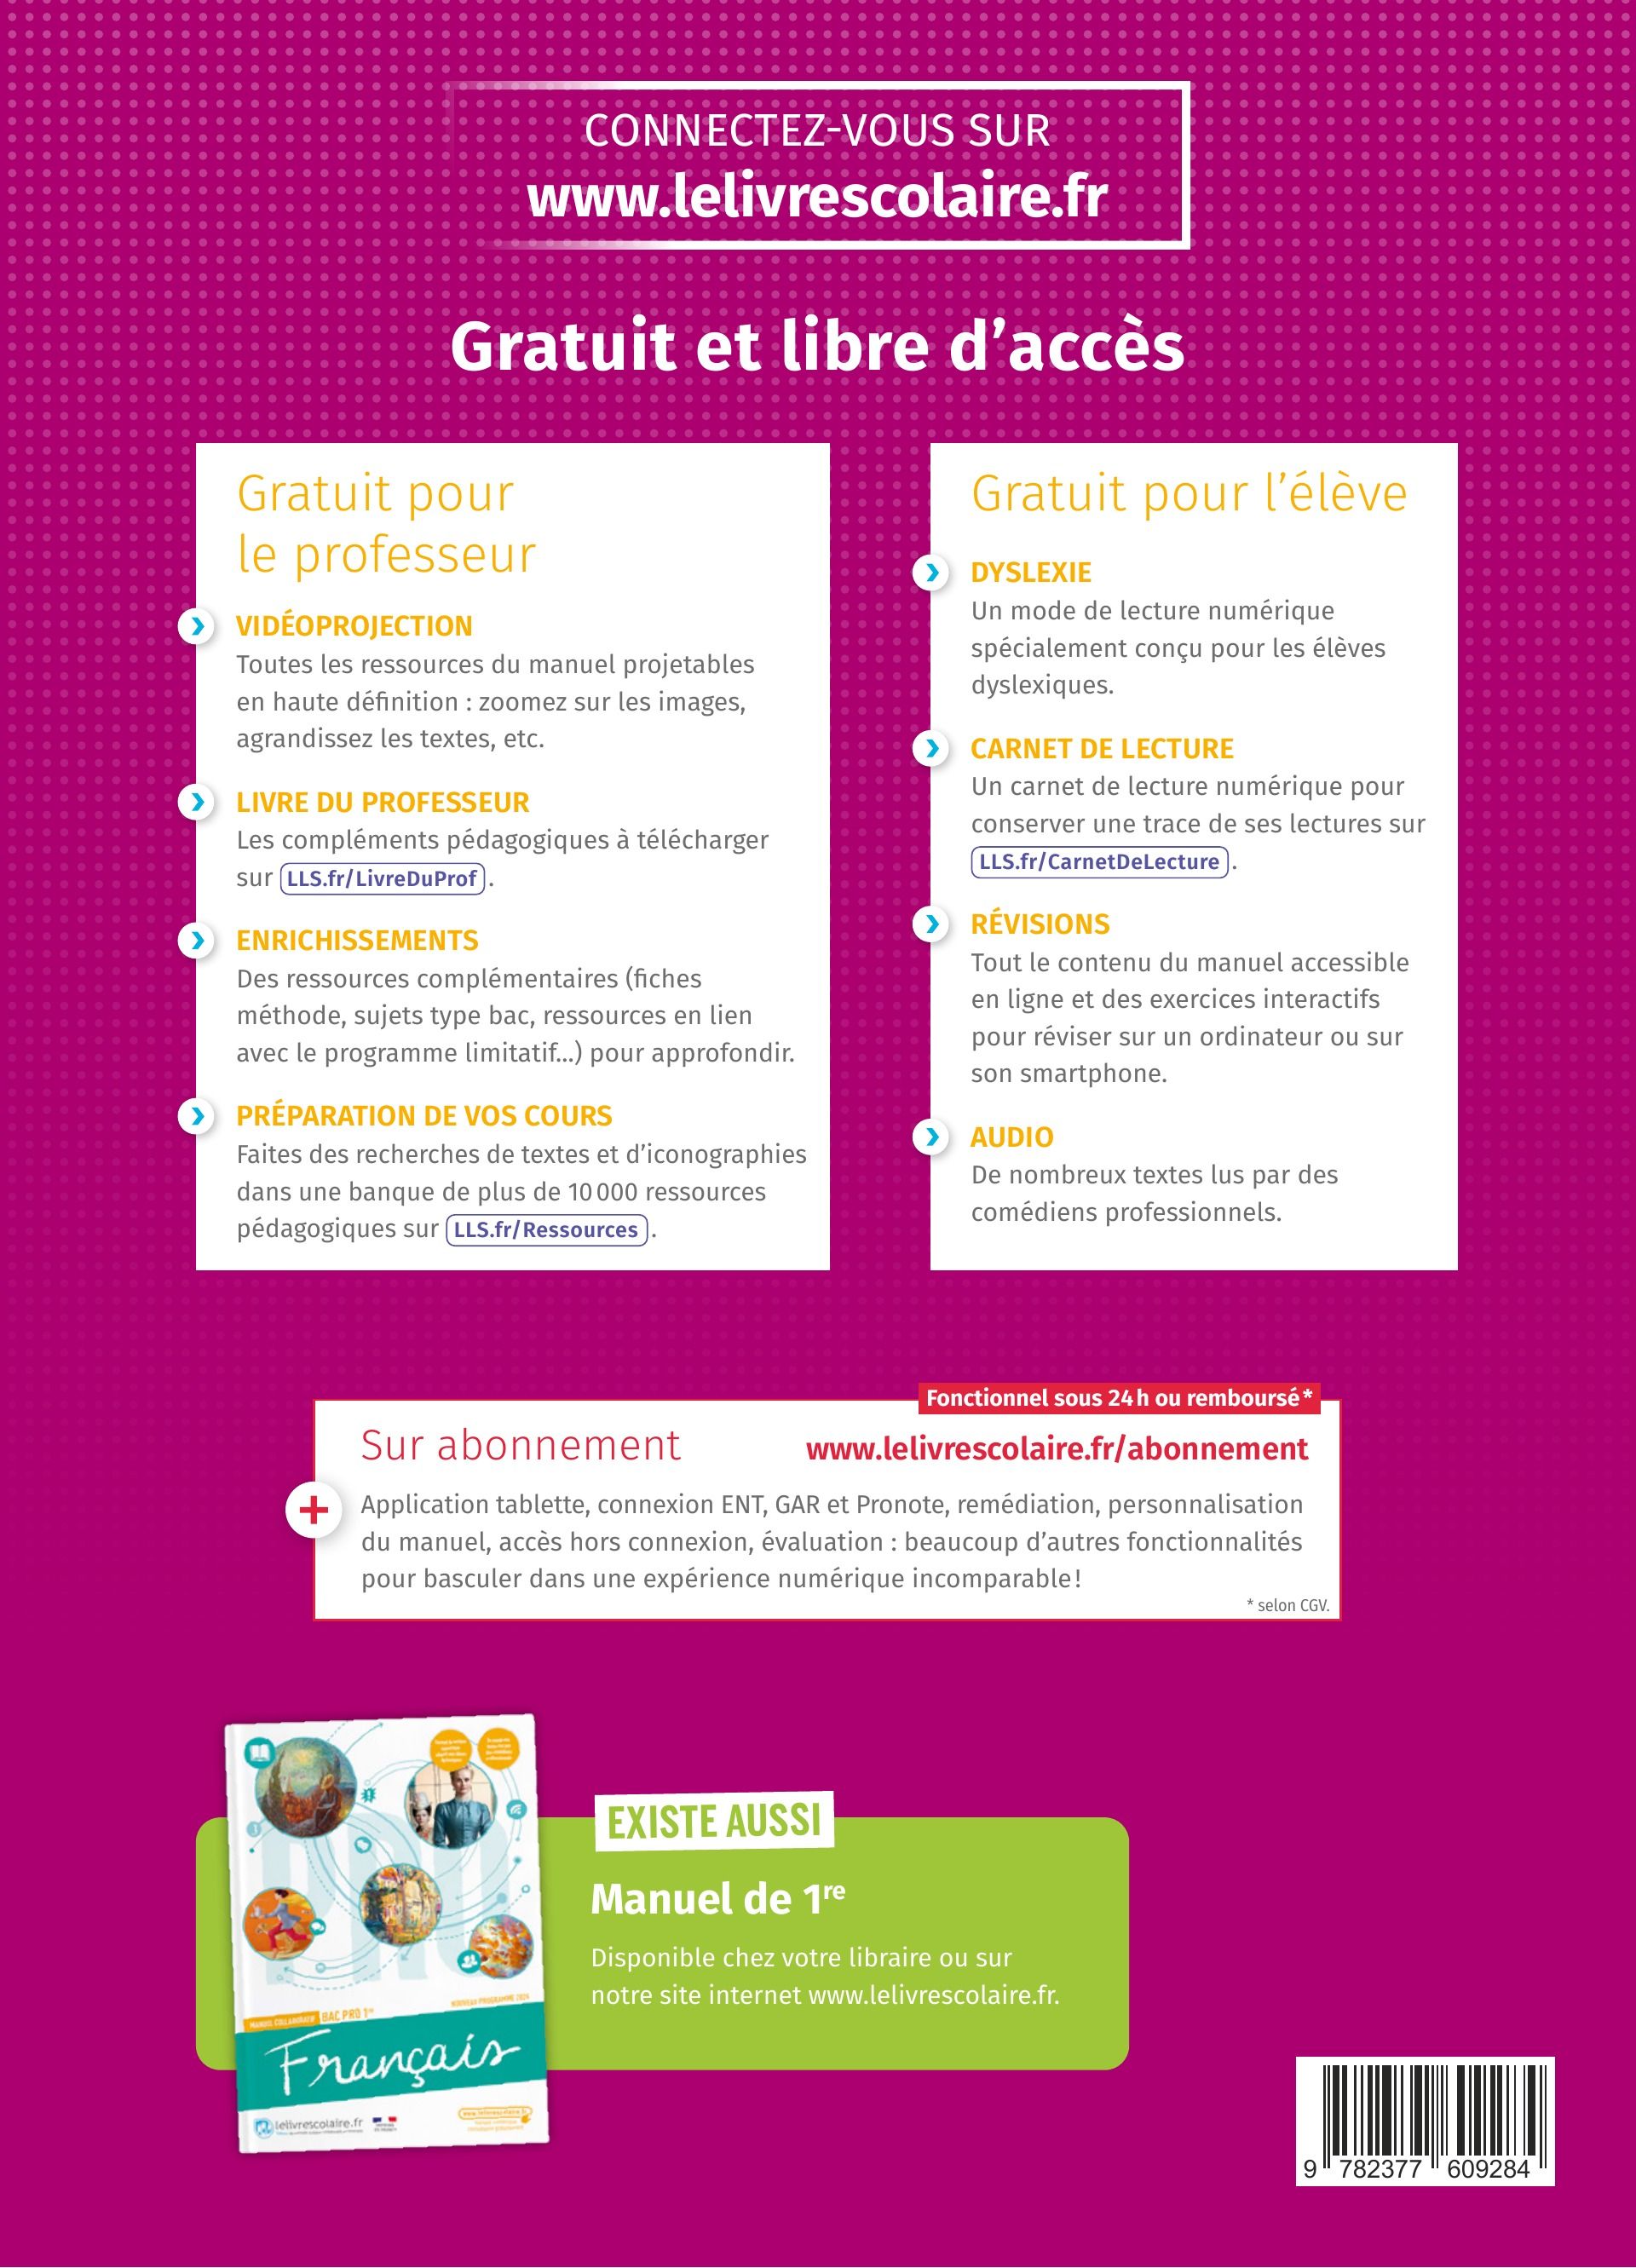 CONNECTEZ-VOUS SUR
www.lelivrescolaire.fr
Gratuit et libre d’accès
Gratuit pour
le professeur
VIDÉOPROJECTION
Toutes les ressources du manuel projetables
en haute définition : zoomez sur les images,
agrandissez les textes, etc.
LIVRE DU PROFESSEUR
Les compléments pédagogiques à télécharger
sur LLS.fr/LivreDuProf .
ENRICHISSEMENTS
Des ressources complémentaires (fiches
méthode, sujets type bac, ressources en lien
avec le programme limitatif...) pour approfondir.
PRÉPARATION DE VOS COURS
Faites des recherches de textes et d’iconographies
dans une banque de plus de 10 000 ressources
pédagogiques sur LLS.fr/Ressources .
Gratuit pour l’élève
DYSLEXIE
Un mode de lecture numérique
spécialement conçu pour les élèves
dyslexiques.
CARNET DE LECTURE
Un carnet de lecture numérique pour
conserver une trace de ses lectures sur
LLS.fr/CarnetDeLecture .
RÉVISIONS
Tout le contenu du manuel accessible
en ligne et des exercices interactifs
pour réviser sur un ordinateur ou sur
son smartphone.
AUDIO
De nombreux textes lus par des
comédiens professionnels.
Fonctionnel sous 24 h ou remboursé *
Sur abonnement
www.lelivrescolaire.fr/abonnement
Application tablette, connexion ENT, GAR et Pronote, remédiation, personnalisation
du manuel, accès hors connexion, évaluation : beaucoup d’autres fonctionnalités
pour basculer dans une expérience numérique incomparable !
* selon CGV.
EXISTE AUSSI
Manuel de 1re
Disponible chez votre libraire ou sur
notre site internet www.lelivrescolaire.fr.
PRO
NOUVEAU PROGRAMME 2024
MANUEL COLLABORATIF BAC PRO 1re
Français
lelivrescolaire.fr
9 782377 609284